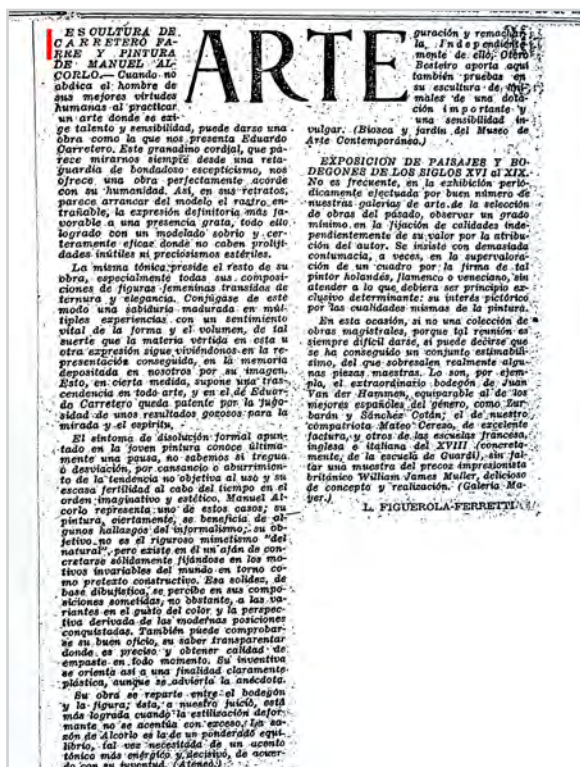 ARTE
ESCULTURA DE
CARRETERO FA-
RNE Y PINTURA
DE MANUEL AL-
CORLO.— Cuando no
abdica el hombre de
sus mejores virtudes
humanas al practicar
un arte donde se exi-
ge talento y sensibilidad, puede darse una
obra como la que nos presenta Eduardo
Carretero. Este granadino cordial, que pa-
rece mirarnos siempre desde una reta-
guardia de bondadoso escepticismo, nos
ofrece una obra perfectamente acorde
con su humanidad. Así, en sus retratos,
parece arrancar del modelo el rastro en-
trañable, la expresión definitoria más fa-
vorable a una presencia grata, todo ello
logrado con un modelado sobrio y cer-
teramente eficaz donde no caben proliji-
dades inútiles ni preciosismos estériles.
La misma tónica preside el resto de su
obra, especialmente todas sus composi-
ciones de figuras femeninas transidas de
ternura y elegancia. Conjúgase de este
modo una sabiduría madurada en múl-
tiples experiencias con un sentimiento
vital de la forma y el volumen, de tal
suerte que la materia vertida en esta u
otra expresión sigue viviéndonos en la re-
presentación conseguida, en la memoria
depositada en nosotros por su imagen.
Esto, en cierta medida, supone una tras-
cendencia en todo arte, y en el de Eduar-
do Carretero queda patente por la jugo-
sidad de unos resultados gozosos para la
mirada y el espíritu.
El síntoma de disolución formal apun-
tado en la joven pintura conoce última-
mente una pausa, no sabemos si tregua
o desviación, por cansancio o aburrimien-
to de la tendencia no objetiva al uso y su
escasa fertilidad al cabo del tiempo en el
orden imaginativo y estético. Manuel Al-
corlo representa uno de estos casos; su
pintura, ciertamente, se beneficia de al-
gunos hallazgos del informalismo; su ob-
jetivo no es el riguroso mimetismo "del
natural", pero existe en él un afán de con-
cretarse sólidamente fijándose en los mo-
tivos invariables del mundo en torno co-
mo pretexto constructivo. Esa solidez, de
base dibujística, se percibe en sus compo-
siciones sometidas, no obstante, a las va-
riantes en el gusto del color y la perspec-
tiva derivada de las modernas posiciones
conquistadas. También puede comprobar-
se su buen oficio, su saber transparentar
donde es preciso y obtener calidad de
empaste en todo momento. Su inventiva
se orienta así a una finalidad claramente
plástica, aunque se advierta la anécdota.
Su obra se reparte entre el bodegón
y la figura; ésta, a nuestro juicio, está
más lograda cuando la estilización defor-
mante no se acentúa con exceso. La sa-
zón de Alcorlo es la de un ponderado equi-
librio, tal vez necesitada de un acento
tónico más enérgico y decisivo, de acuer-
do con su juventud. (Ateneo.)
guración y remacha
la. Independiente-
mente de ello, Otero
Besteiro aporta aquí
también pruebas en
su escultura de ani-
males de una dota-
ción importante y
una sensibilidad in-
vulgar. (Biosca y jardín del Museo de
Arte Contemporáneo.)
EXPOSICIÓN DE PAISAJES Y BO-
DEGONES DE LOS SIGLOS XVI al XIX.
No es frecuente, en la exhibición perió-
dicamente efectuada por buen número de
nuestras galerías de arte de la selección
de obras del pasado, observar un grado
mínimo en la fijación de calidades inde-
pendientemente de su valor por la atribu-
ción del autor. Se insiste con demasiada
contumacia, a veces, en la supervalora-
ción de un cuadro por la firma de tal
pintor holandés, flamenco o veneciano, sin
atender a lo que debiera ser principio ex-
clusivo determinante: su interés pictórico
por las cualidades mismas de la pintura.
En esta ocasión, si no una colección de
obras magistrales, porque tal reunión es
siempre difícil darse, sí puede decirse que
se ha conseguido un conjunto estimabilí-
simo, del que sobresalen realmente algu-
nas piezas maestras. Lo son, por ejem-
plo, el extraordinario bodegón de Juan
Van der Hammen, equiparable al de los
mejores españoles del género, como Zur-
barán y Sánchez Cotán; el de nuestro
compatriota Mateo Cerezo, de excelente
factura, y otros de las escuelas francesa,
inglesa e italiana del XVIII (concreta-
mente, de la escuela de Guardi), sin fal-
tar una muestra del precoz impresionista
británico William James Muller, delicioso
de concepto y realización. (Galería Ma-
yer.)
L. FIGUEROLA-FERRETTI